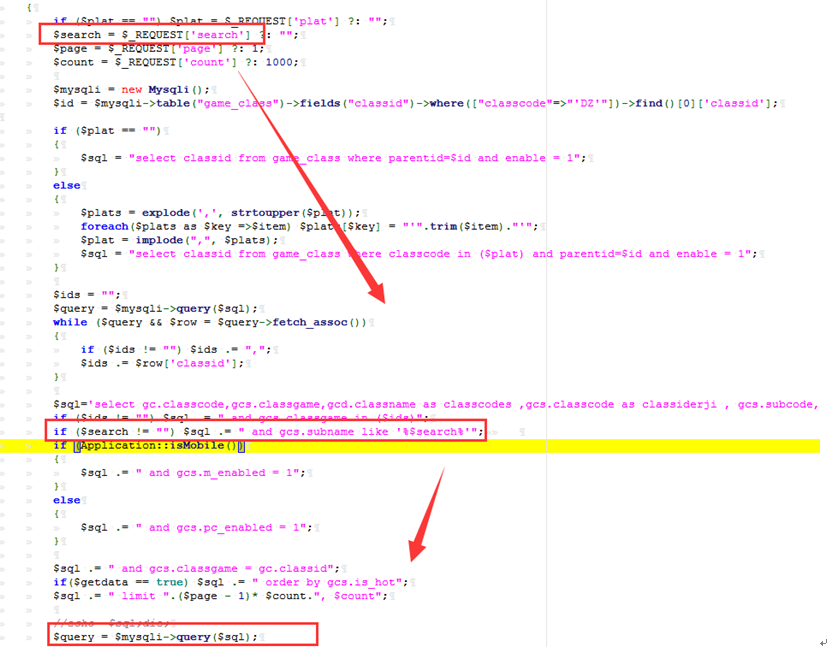 {
if ($plat == "") $plat = $_REQUEST['plat'] ?: "";
$search = $_REQUEST['search'] ?: "";
$page = $_REQUEST['page'] ?: 1;
$count = $_REQUEST['count'] ?: 1000;
$mysqli = new Mysqli();
$id = $mysqli->table("game_class")->fields("classid")->where(["classcode"=>"'DZ'"])->find()[0]['classid'];
if ($plat == "")
{
$sql = "select classid from game_class where parentid=$id and enable = 1";
}
else
{
$plats = explode(',', strtoupper($plat));
foreach($plats as $key =>$item) $plats[$key] = "'".trim($item)."'";
$plat = implode(",", $plats);
$sql = "select classid from game_class where classcode in ($plat) and parentid=$id and enable = 1";
}
$ids = "";
$query = $mysqli->query($sql);
while ($query && $row = $query->fetch_assoc())
{
if ($ids != "") $ids .= ",";
$ids .= $row['classid'];
}
$sql='select gc.classcode,gcs.classgame,gcd.classname as classcodes ,gcs.classcode as classiderji , gcs.subcode,
if ($ids != "") $sql .= " and gcs.classgame in ($ids)";
if ($search != "") $sql .= " and gcs.subname like '%$search%'";
if (Application::isMobile())
{
$sql .= " and gcs.m_enabled = 1";
}
else
{
$sql .= " and gcs.pc_enabled = 1";
}
$sql .= " and gcs.classgame = gc.classid";
if($getdata == true) $sql .= " order by gcs.is_hot";
$sql .= " limit ".($page - 1)* $count.", $count";
//echo $sql;die;
$query = $mysqli->query($sql);